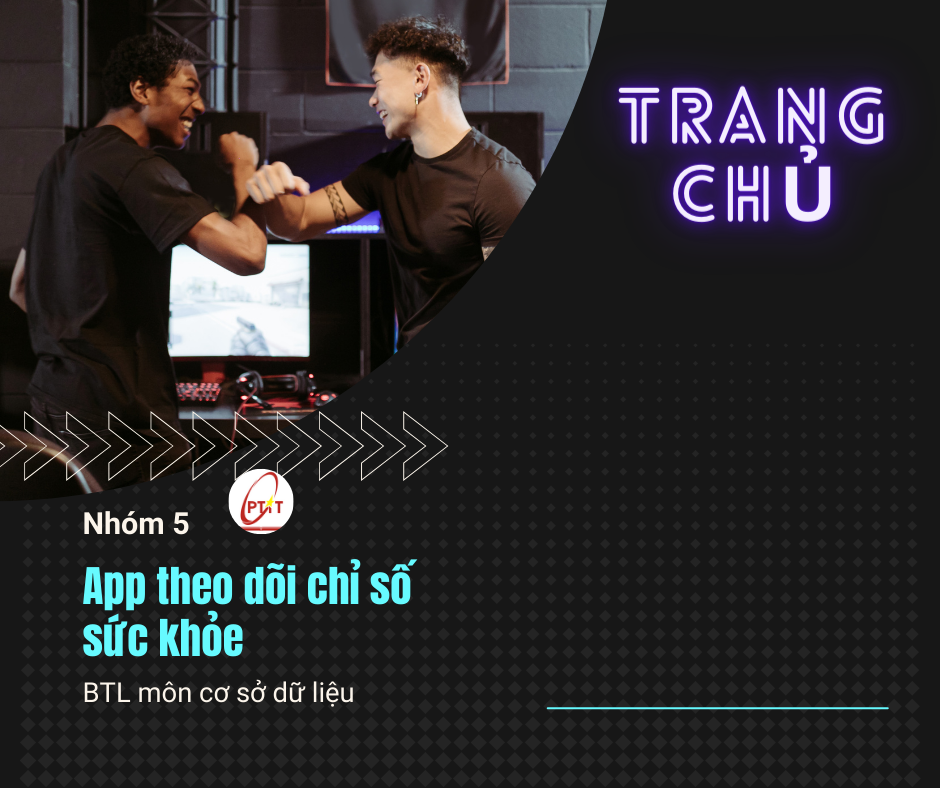 TRANG
CHỦ
PTIT
Nhóm 5
App theo dõi chỉ số
sức khỏe
BTL môn cơ sở dữ liệu